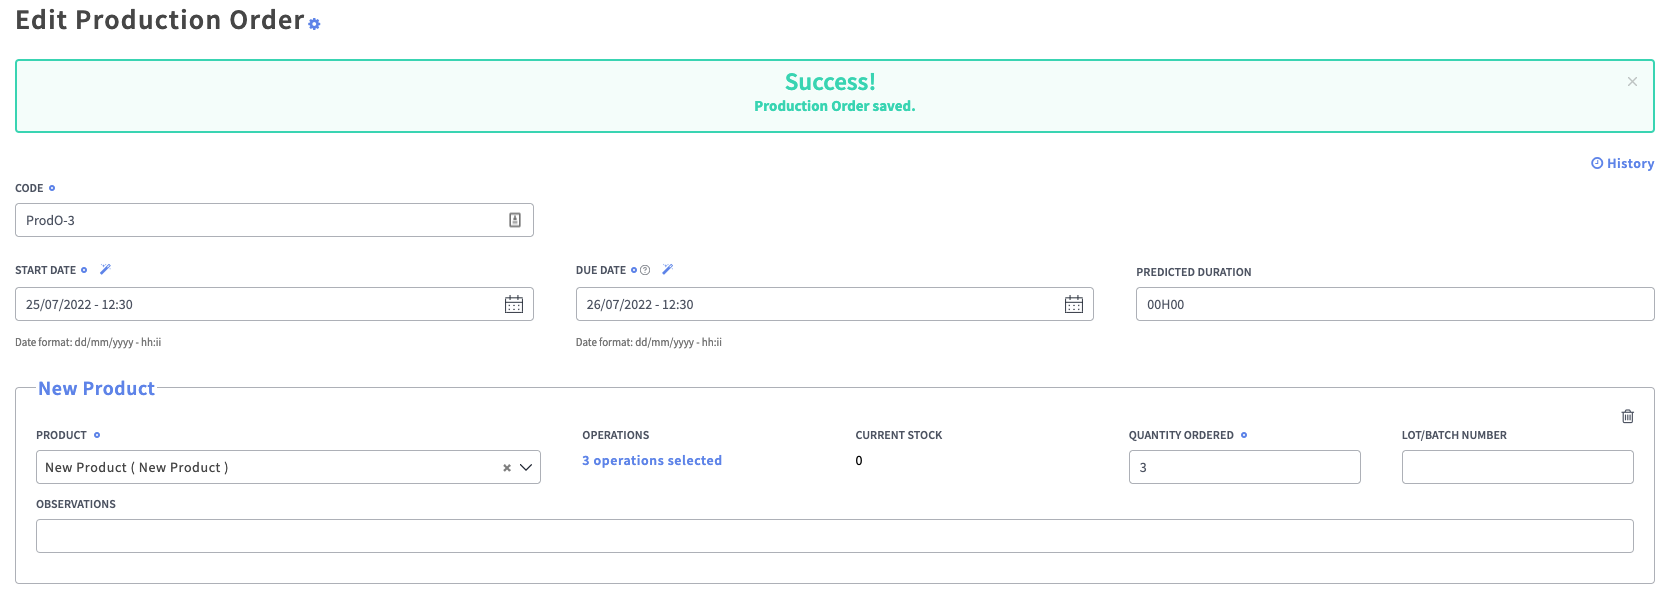 Edit Production Order
Success!
Production Order saved.
History
CODE
ProdO-3
START DATE
DUE DATE
PREDICTED DURATION
25/07/2022 - 12:30
26/07/2022 - 12:30
00H00
Date format: dd/mm/yyyy - hh:ii
Date format: dd/mm/yyyy - hh:ii
New Product
PRODUCT
OPERATIONS
CURRENT STOCK
QUANTITY ORDERED
LOT/BATCH NUMBER
New Product ( New Product )
3 operations selected
0
3
OBSERVATIONS